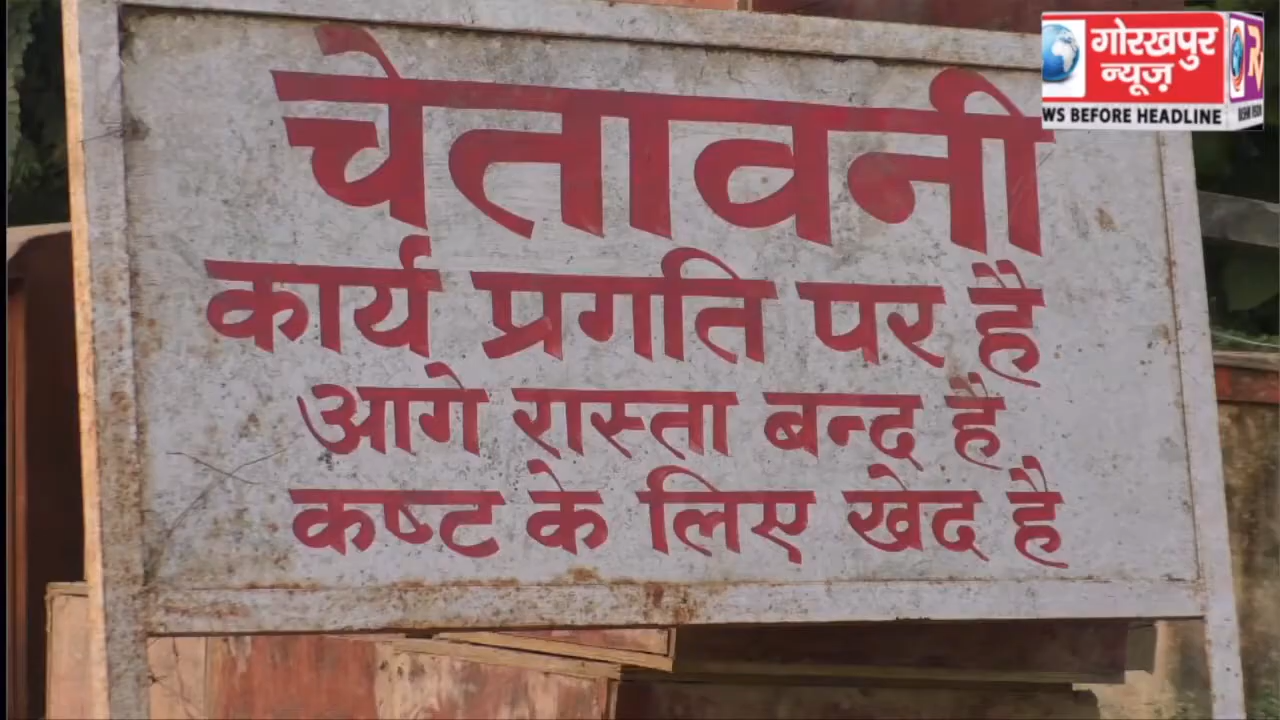 चेतावनी
कार्य प्रगति पर है
आगे रास्ता बन्द है
कष्ट के लिए खेद है
गोरखपुर
न्यूज़
WS BEFORE HEADLINE